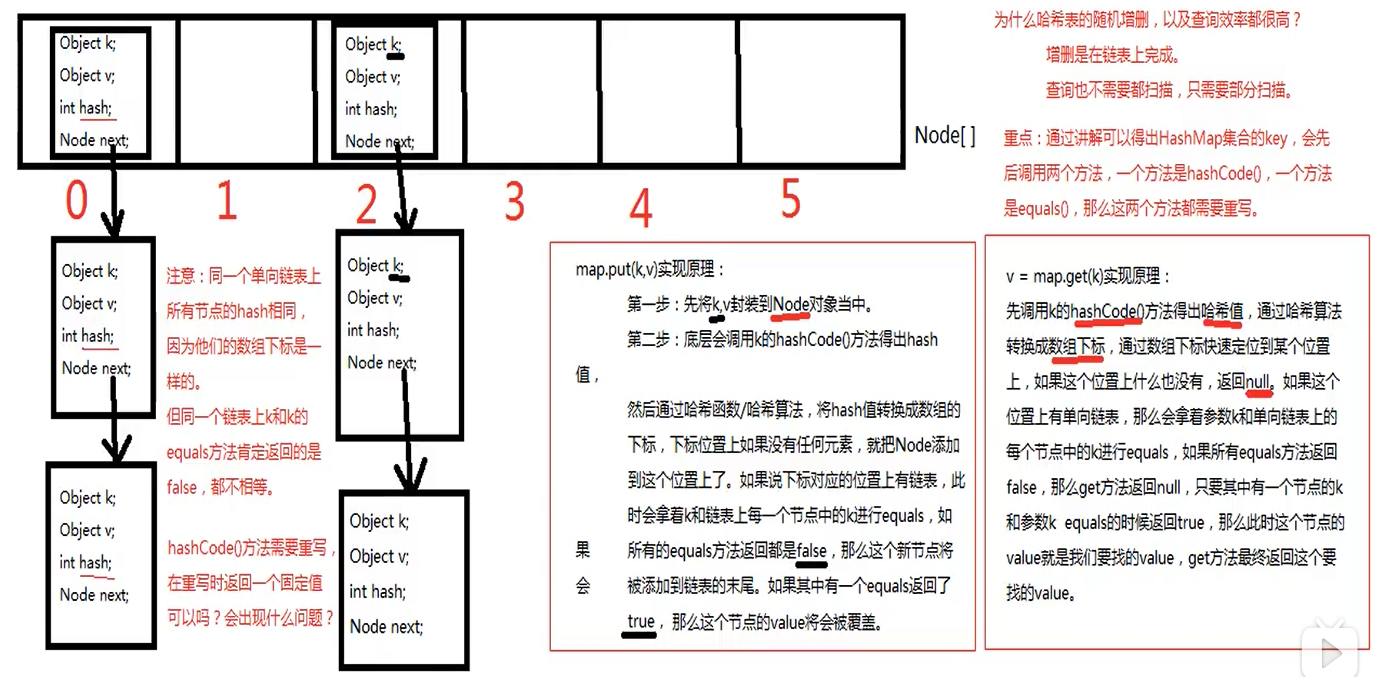 Object k;
Object v;
int hash;
Node next;
Object k;
Object v;
int hash;
Node next;
Node[ ]
0
1
2
3
4
5
Object k;
Object v;
int hash;
Node next;
Object k;
Object v;
int hash;
Node next;
Object k;
Object v;
int hash;
Node next;
Object k;
Object v;
int hash;
Node next;
注意：同一个单向链表上
所有节点的hash相同，
因为他们的数组下标是一
样的。
但同一个链表上k和k的
equals方法肯定返回的是
false，都不相等。
hashCode()方法需要重写，
在重写时返回一个固定值
可以吗？会出现什么问题？
为什么哈希表的随机增删，以及查询效率都很高？
增删是在链表上完成。
查询也不需要都扫描，只需要部分扫描。
重点：通过讲解可以得出HashMap集合的key，会先
后调用两个方法，一个方法是hashCode()，一个方法
是equals()，那么这两个方法都需要重写。
map.put(k,v)实现原理：
第一步：先将k,v封装到Node对象当中。
第二步：底层会调用k的hashCode()方法得出hash
值，
然后通过哈希函数/哈希算法，将hash值转换成数组的
下标，下标位置上如果没有任何元素，就把Node添加
到这个位置上了。如果说下标对应的位置上有链表，此
时会拿着k和链表上每一个节点中的k进行equals，如
果 所有的equals方法返回都是false，那么这个新节点将
会 被添加到链表的末尾。如果其中有一个equals返回了
true，那么这个节点的value将会被覆盖。
v = map.get(k)实现原理：
先调用k的hashCode()方法得出哈希值，通过哈希算法
转换成数组下标，通过数组下标快速定位到某个位置
上，如果这个位置上什么也没有，返回null。如果这个
位置上有单向链表，那么会拿着参数k和单向链表上的
每个节点中的k进行equals，如果所有equals方法返回
false，那么get方法返回null，只要其中有一个节点的k
和参数k equals的时候返回true，那么此时这个节点的
value就是我们要找的value，get方法最终返回这个要
找的value。